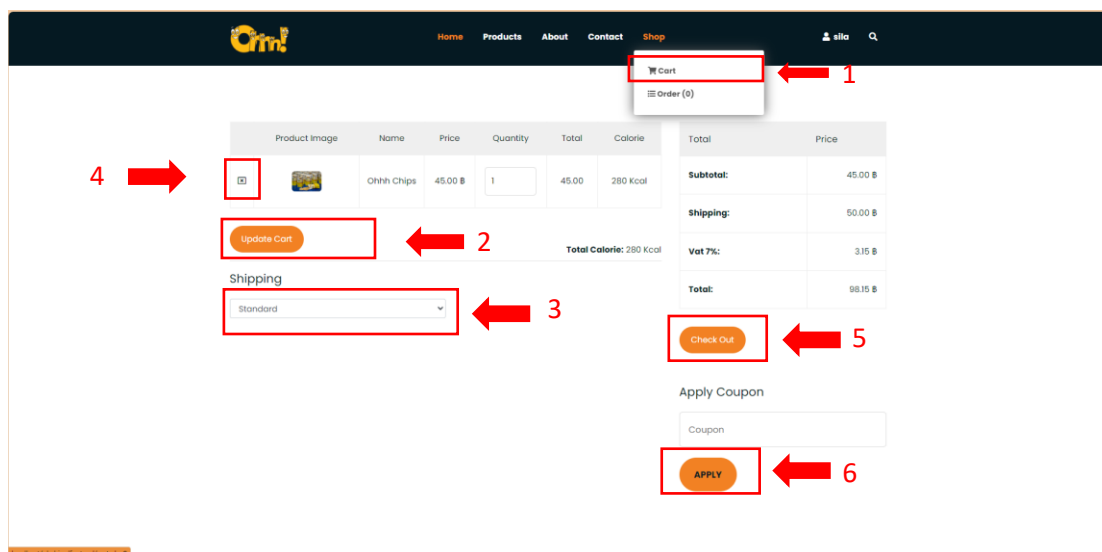 Ohh!
Home Products About Contact Shop sila
Cart
1
Order (0)
Product Image Name Price Quantity Total Calorie
Total Price
4
Ohhh Chips 45.00 ฿ 1 45.00 280 Kcal
Subtotal: 45.00 ฿
Shipping: 50.00 ฿
Update Cart
2
Total Calorie: 280 Kcal
Vat 7%: 3.15 ฿
Shipping
Total: 98.15 ฿
Standard
3
Check Out
5
Apply Coupon
Coupon
APPLY
6